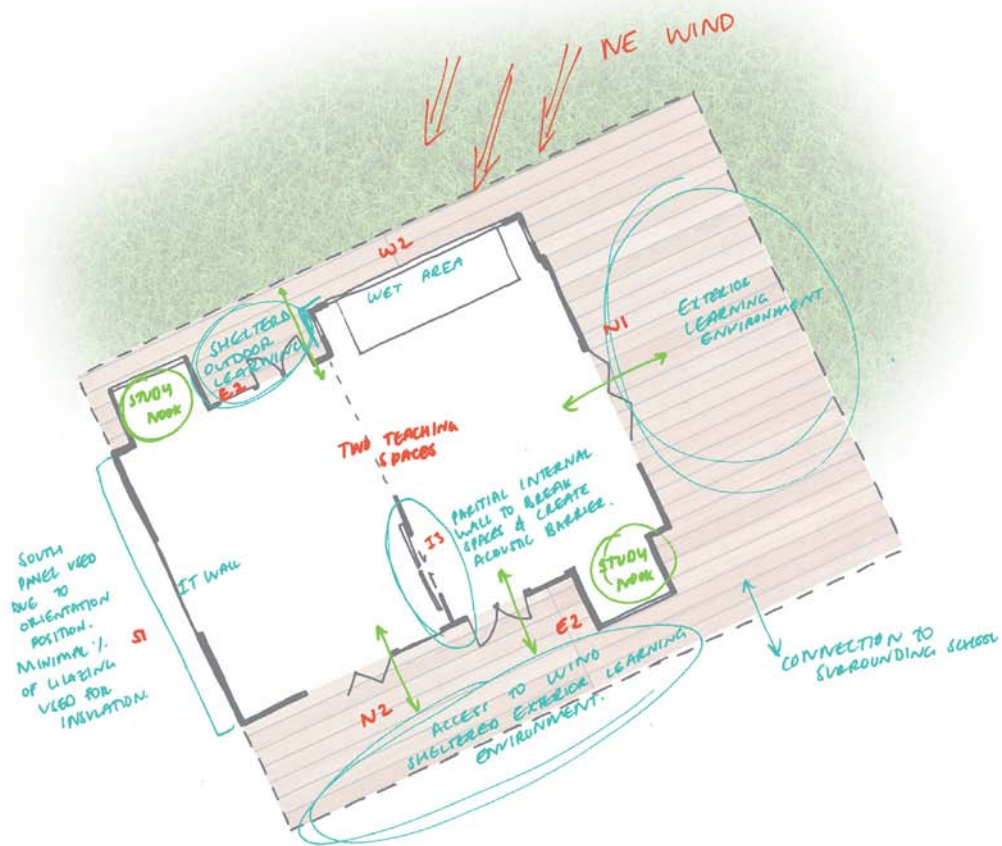 NE WIND
W2
WET AREA
SHELTERD
OUTDOOR
LEARNING
E2
STUDY
NOOK
N1
EXTERIOR
LEARNING
ENVIRONMENT
TWO TEACHING
SPACES
I3
PARITIAL INTERNAL
WALL TO BREAK
SPACES & CREATE
ACOUSTIC BARRIER.
IT WALL
SOUTH
PANEL USED
DUE TO
ORIENTATION
POSITION.
MINIMAL %
OF GLAZING
USED FOR
INSULATION.
S1
STUDY
NOOK
E2
N2
ACCESS TO WIND
SHELTERED EXTERIOR LEARNING
ENVIRONMENT.
CONNECTION TO
SURROUNDING SCHOOL